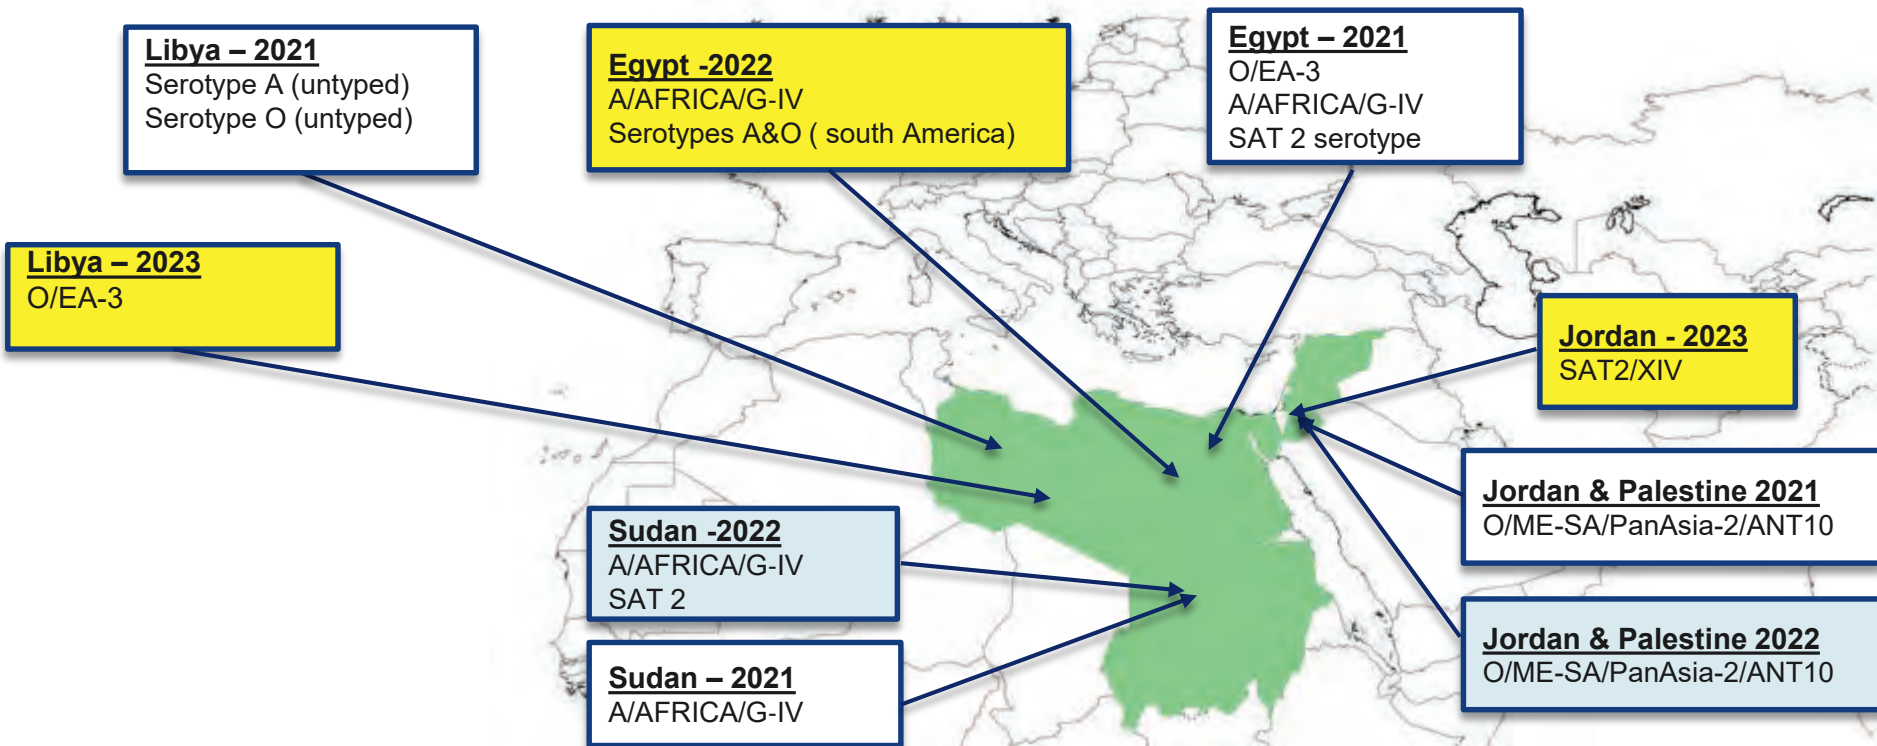 Libya – 2021
Serotype A (untyped)
Serotype O (untyped)
Egypt -2022
A/AFRICA/G-IV
Serotypes A&O ( south America)
Egypt – 2021
O/EA-3
A/AFRICA/G-IV
SAT 2 serotype
Libya – 2023
O/EA-3
Jordan - 2023
SAT2/XIV
Jordan & Palestine 2021
O/ME-SA/PanAsia-2/ANT10
Sudan -2022
A/AFRICA/G-IV
SAT 2
Jordan & Palestine 2022
O/ME-SA/PanAsia-2/ANT10
Sudan – 2021
A/AFRICA/G-IV